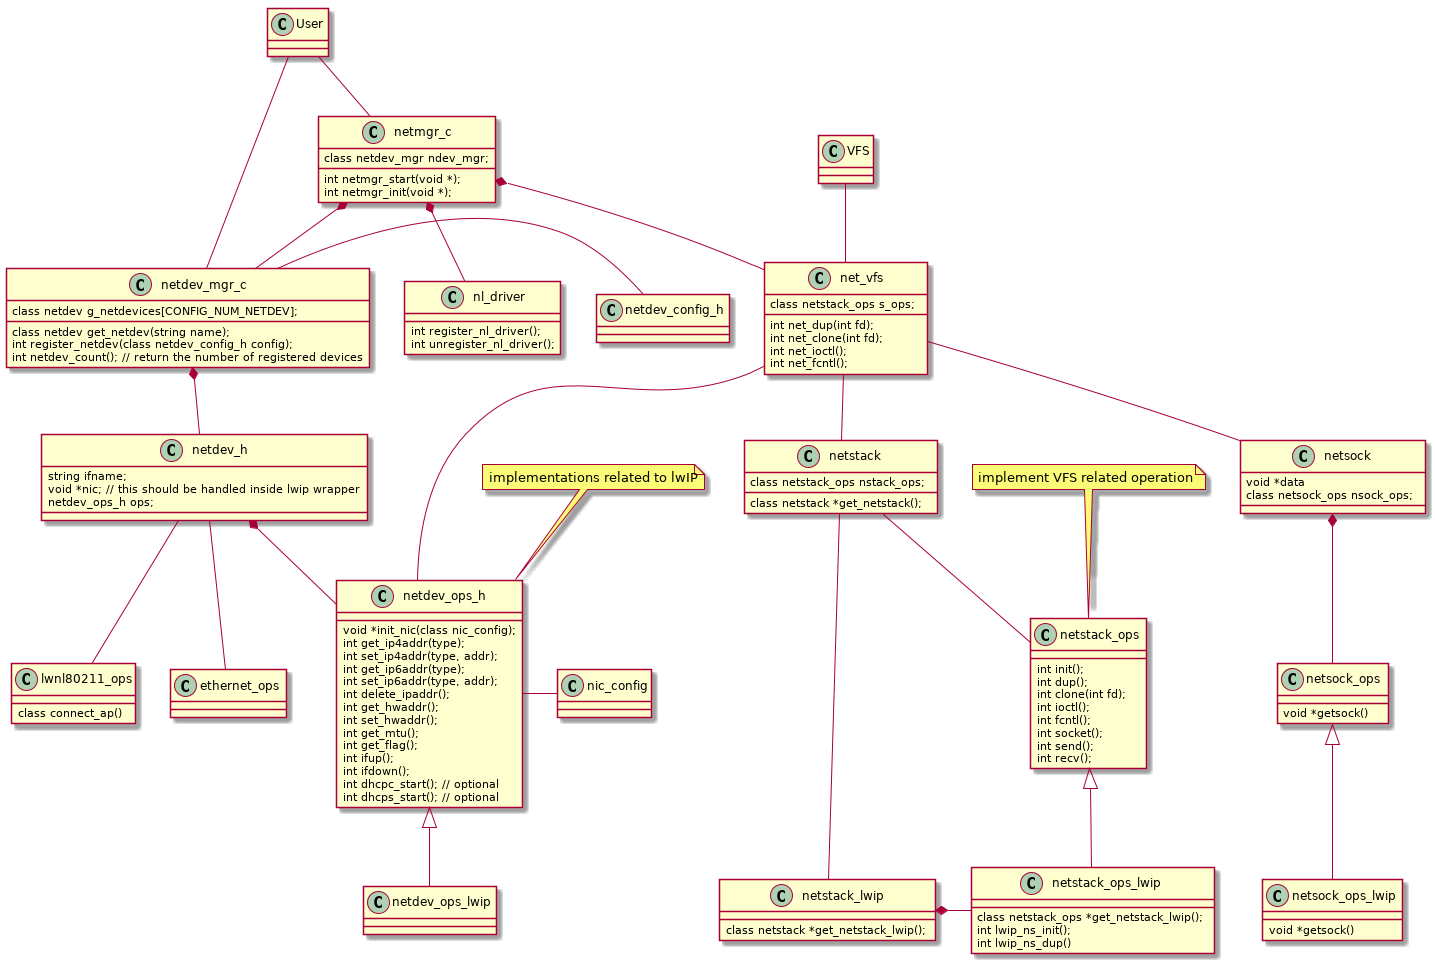 C User
C netmgr_c
class netdev_mgr ndev_mgr;
int netmgr_start(void *);
int netmgr_init(void *);
C VFS
C netdev_mgr_c
class netdev g_netdevices[CONFIG_NUM_NETDEV];
class netdev get_netdev(string name);
int register_netdev(class netdev_config_h config);
int netdev_count(); // return the number of registered devices
C nl_driver
int register_nl_driver();
int unregister_nl_driver();
C netdev_config_h
C net_vfs
class netstack_ops s_ops;
int net_dup(int fd);
int net_clone(int fd);
int net_ioctl();
int net_fcntl();
C netdev_h
string ifname;
void *nic; // this should be handled inside lwip wrapper
netdev_ops_h ops;
implementations related to lwIP
C netstack
class netstack_ops nstack_ops;
class netstack *get_netstack();
implement VFS related operation
C netsock
void *data
class netsock_ops nsock_ops;
C lwnl80211_ops
class connect_ap()
C ethernet_ops
C netdev_ops_h
void *init_nic(class nic_config);
int get_ip4addr(type);
int set_ip4addr(type, addr);
int get_ip6addr(type);
int set_ip6addr(type, addr);
int delete_ipaddr();
int get_hwaddr();
int set_hwaddr();
int get_mtu();
int get_flag();
int ifup();
int ifdown();
int dhcpc_start(); // optional
int dhcps_start(); // optional
C nic_config
C netstack_ops
int init();
int dup();
int clone(int fd);
int ioctl();
int fcntl();
int socket();
int send();
int recv();
C netsock_ops
void *getsock()
C netdev_ops_lwip
C netstack_lwip
class netstack *get_netstack_lwip();
C netstack_ops_lwip
class netstack_ops *get_netstack_lwip();
int lwip_ns_init();
int lwip_ns_dup()
C netsock_ops_lwip
void *getsock()